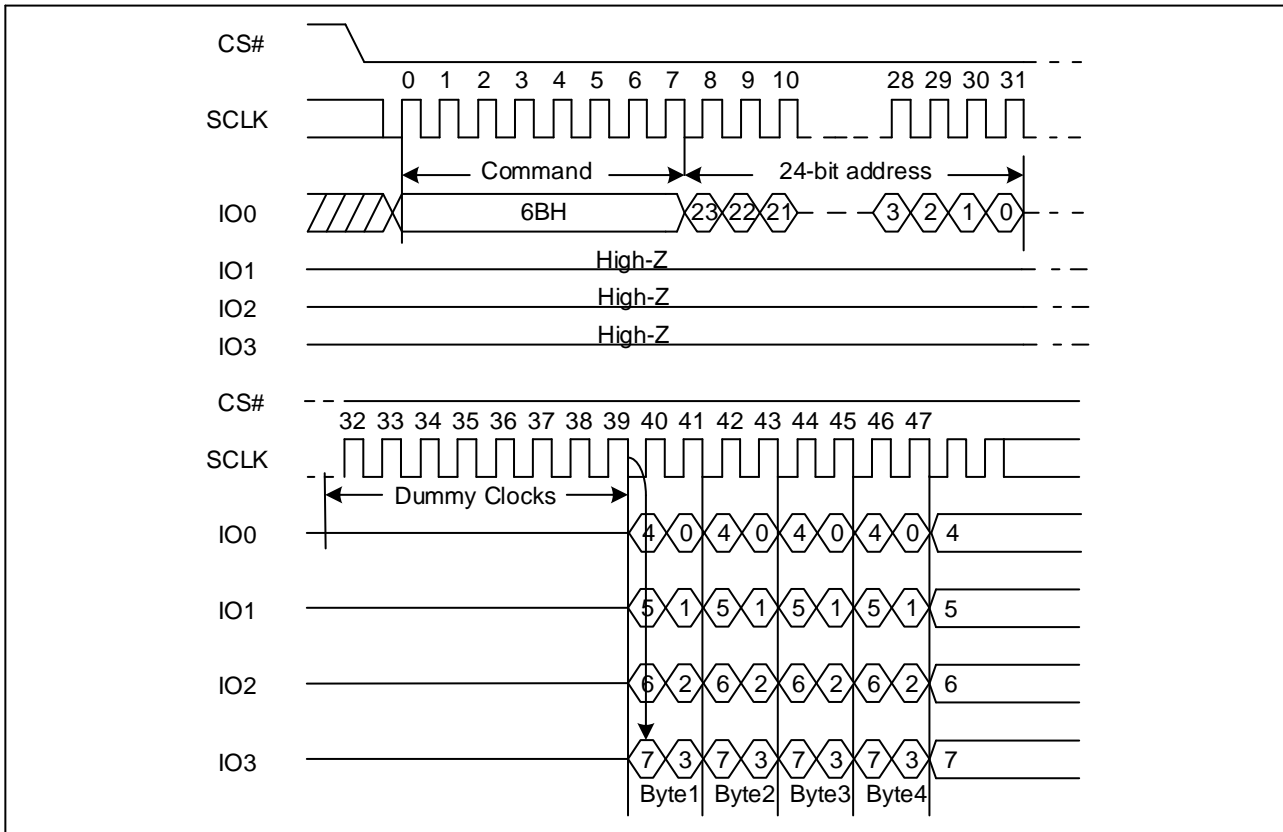 CS#
0 1 2 3 4 5 6 7 8 9 10 28 29 30 31
SCLK
Command 24-bit address
IO0 6BH 23 22 21 3 2 1 0
IO1 High-Z
IO2 High-Z
IO3 High-Z
CS#
32 33 34 35 36 37 38 39 40 41 42 43 44 45 46 47
SCLK
Dummy Clocks
IO0 4 0 4 0 4 0 4 0 4
IO1 5 1 5 1 5 1 5 1 5
IO2 6 2 6 2 6 2 6 2 6
IO3 7 3 7 3 7 3 7 3 7
Byte1 Byte2 Byte3 Byte4